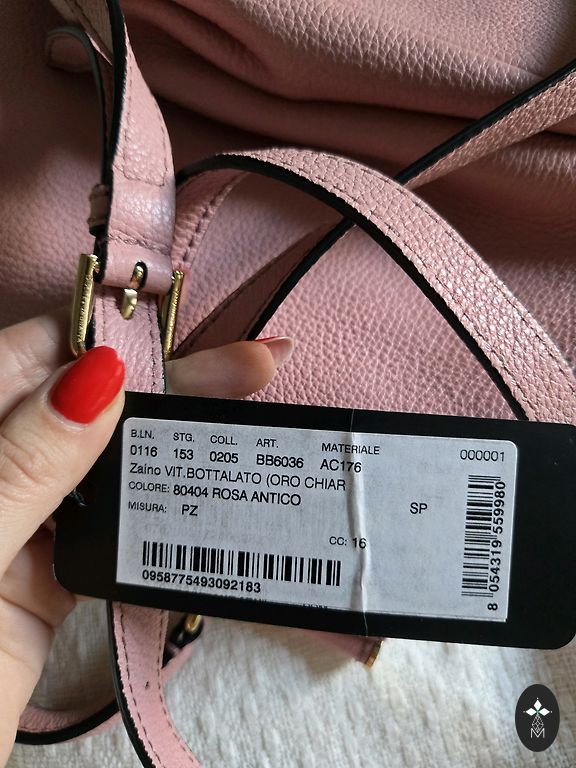 B.LN. STG. COLL. ART. MATERIALE 000001
0116 153 0205 BB6036 AC176
Zaino VIT.BOTTALATO (ORO CHIAR
COLORE: 80404 ROSA ANTICO
MISURA: PZ SP
CC: 16
0958775493092183
8 054319 559980
M